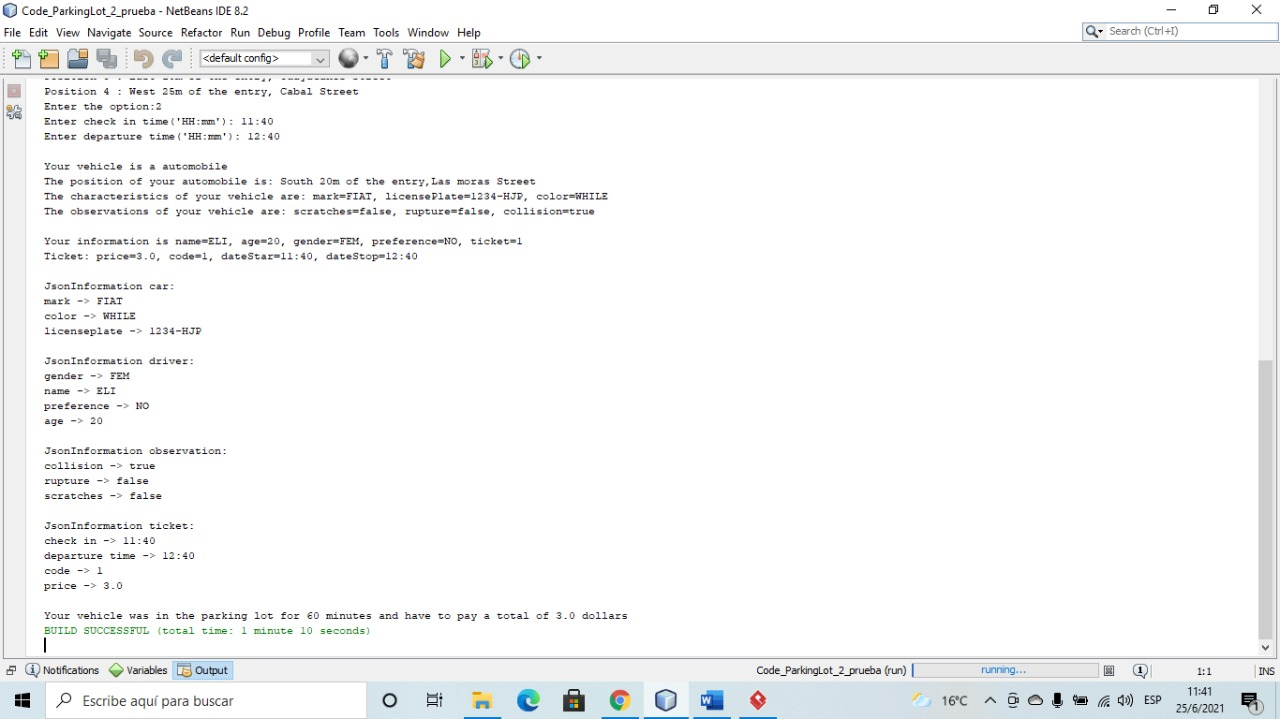 Code_ParkingLot_2_prueba - NetBeans IDE 8.2
File Edit View Navigate Source Refactor Run Debug Profile Team Tools Window Help
Search (Ctrl+I)
<default config>
Position 4 : West 25m of the entry, Cabal Street
Enter the option:2
Enter check in time('HH:mm'): 11:40
Enter departure time('HH:mm'): 12:40
Your vehicle is a automobile
The position of your automobile is: South 20m of the entry,Las moras Street
The characteristics of your vehicle are: mark=FIAT, licensePlate=1234-HJP, color=WHILE
The observations of your vehicle are: scratches=false, rupture=false, collision=true
Your information is name=ELI, age=20, gender=FEM, preference=NO, ticket=1
Ticket: price=3.0, code=1, dateStar=11:40, dateStop=12:40
JsonInformation car:
mark -> FIAT
color -> WHILE
licenseplate -> 1234-HJP
JsonInformation driver:
gender -> FEM
name -> ELI
preference -> NO
age -> 20
JsonInformation observation:
collision -> true
rupture -> false
scratches -> false
JsonInformation ticket:
check in -> 11:40
departure time -> 12:40
code -> 1
price -> 3.0
Your vehicle was in the parking lot for 60 minutes and have to pay a total of 3.0 dollars
BUILD SUCCESSFUL (total time: 1 minute 10 seconds)
Notifications Variables Output
Code_ParkingLot_2_prueba (run) running... 1:1 INS
Escribe aquí para buscar
16°C ESP 11:41
25/6/2021
1